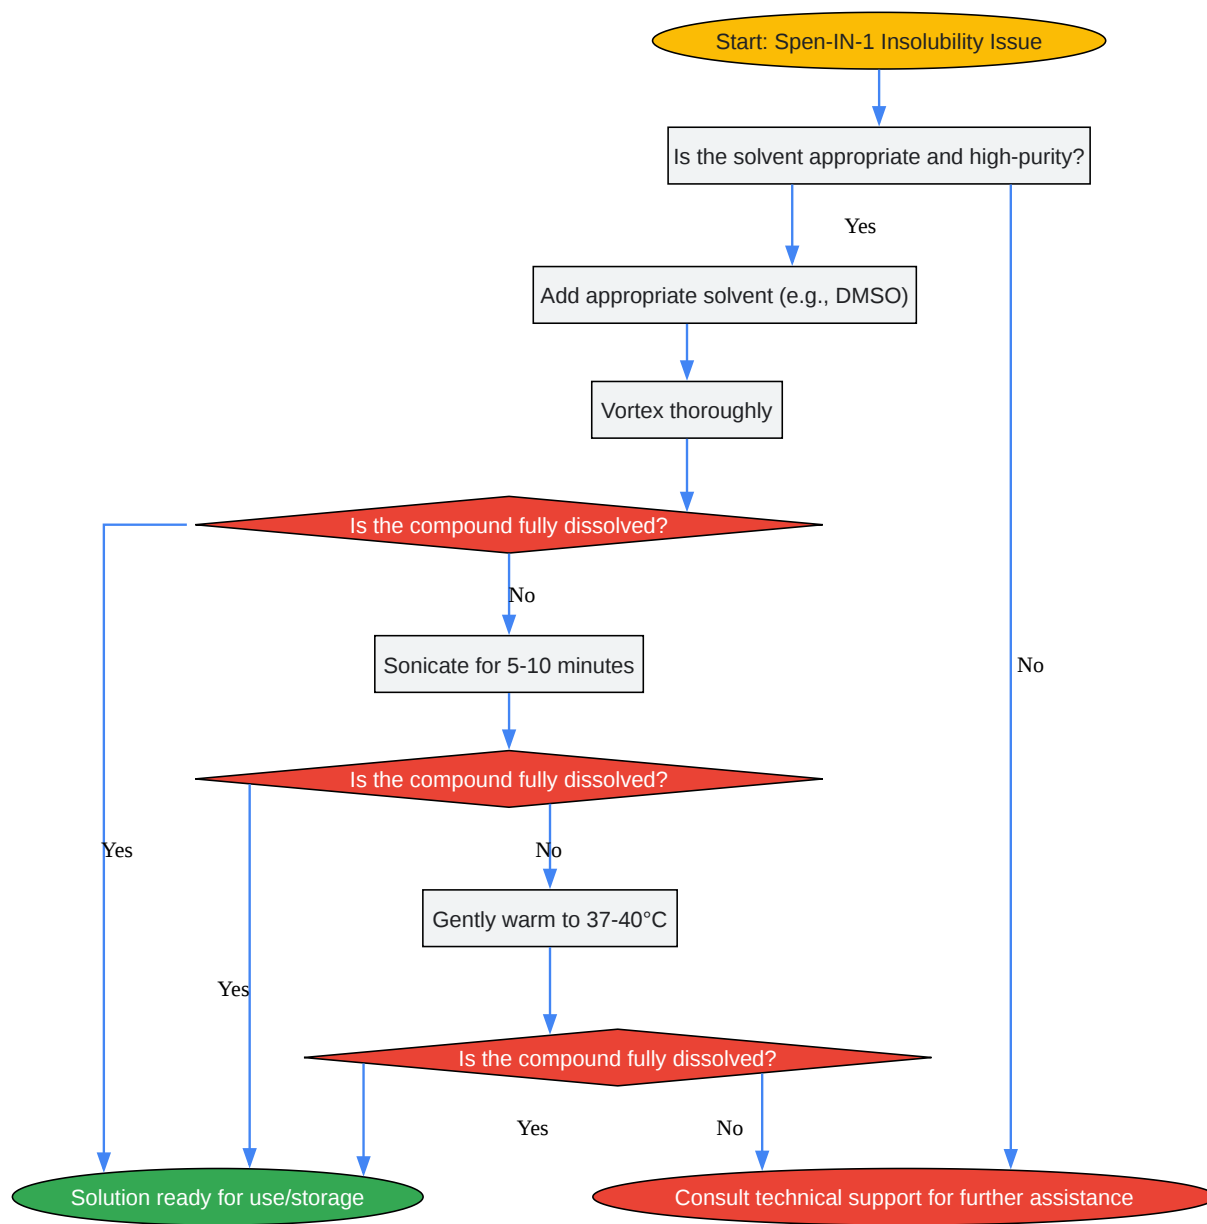 Start: Spen-IN-1 Insolubility Issue
Is the solvent appropriate and high-purity?
Yes
Add appropriate solvent (e.g., DMSO)
Vortex thoroughly
Is the compound fully dissolved?
No
Sonicate for 5-10 minutes
No
Is the compound fully dissolved?
Yes
No
Gently warm to 37-40°C
Yes
Is the compound fully dissolved?
Yes
No
Solution ready for use/storage
Consult technical support for further assistance